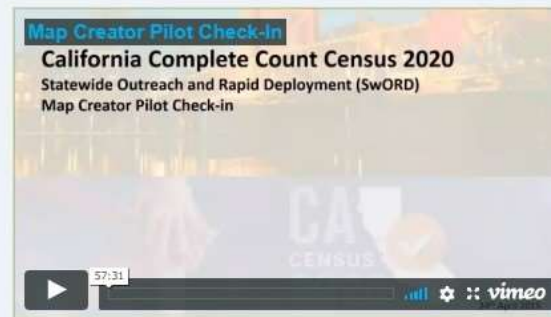 Map Creator Pilot Check-In
California Complete Count Census 2020
Statewide Outreach and Rapid Deployment (SwORD)
Map Creator Pilot Check-in
CA
CENSUS
57:31
vimeo